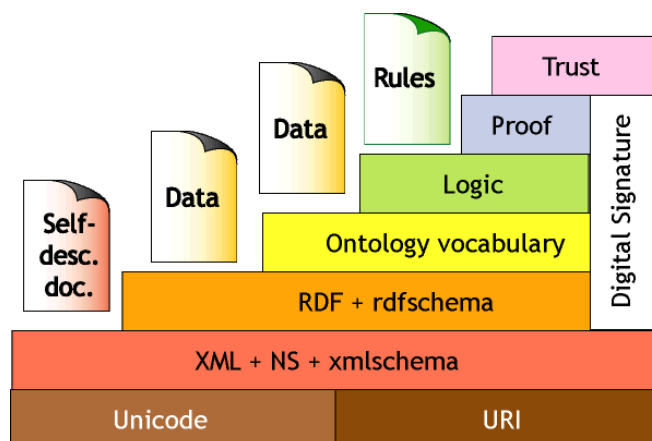 Trust
Rules
Proof
Data
Logic
Digital Signature
Data
Ontology vocabulary
Self-
desc.
doc.
RDF + rdfschema
XML + NS + xmlschema
Unicode
URI